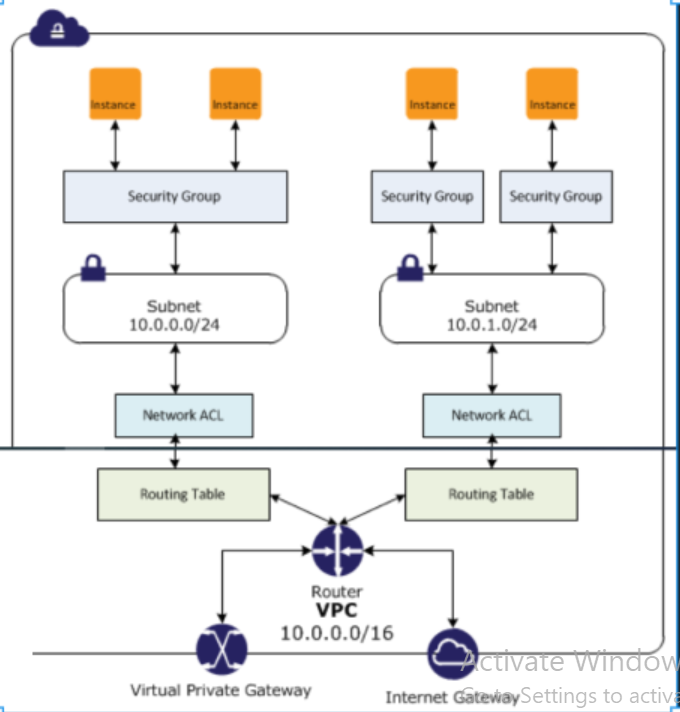 Instance
Instance
Instance
Instance
Security Group
Security Group
Security Group
Subnet
10.0.0.0/24
Subnet
10.0.1.0/24
Network ACL
Network ACL
Routing Table
Routing Table
Router
VPC
10.0.0.0/16
Virtual Private Gateway
Internet Gateway
Activate Window
Go to Settings to activa